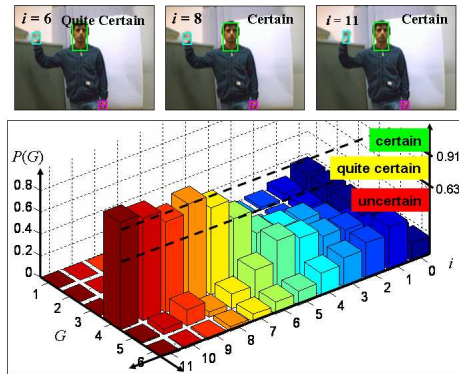 i = 6 Quite Certain
i = 8 Certain
i = 11 Certain
P(G)
0.8
0.6
0.4
0.2
0
certain
0.91
quite certain
0.63
uncertain
1
2
3
4
5
6
G
11
10
9
8
7
6
5
4
3
2
1
0
i